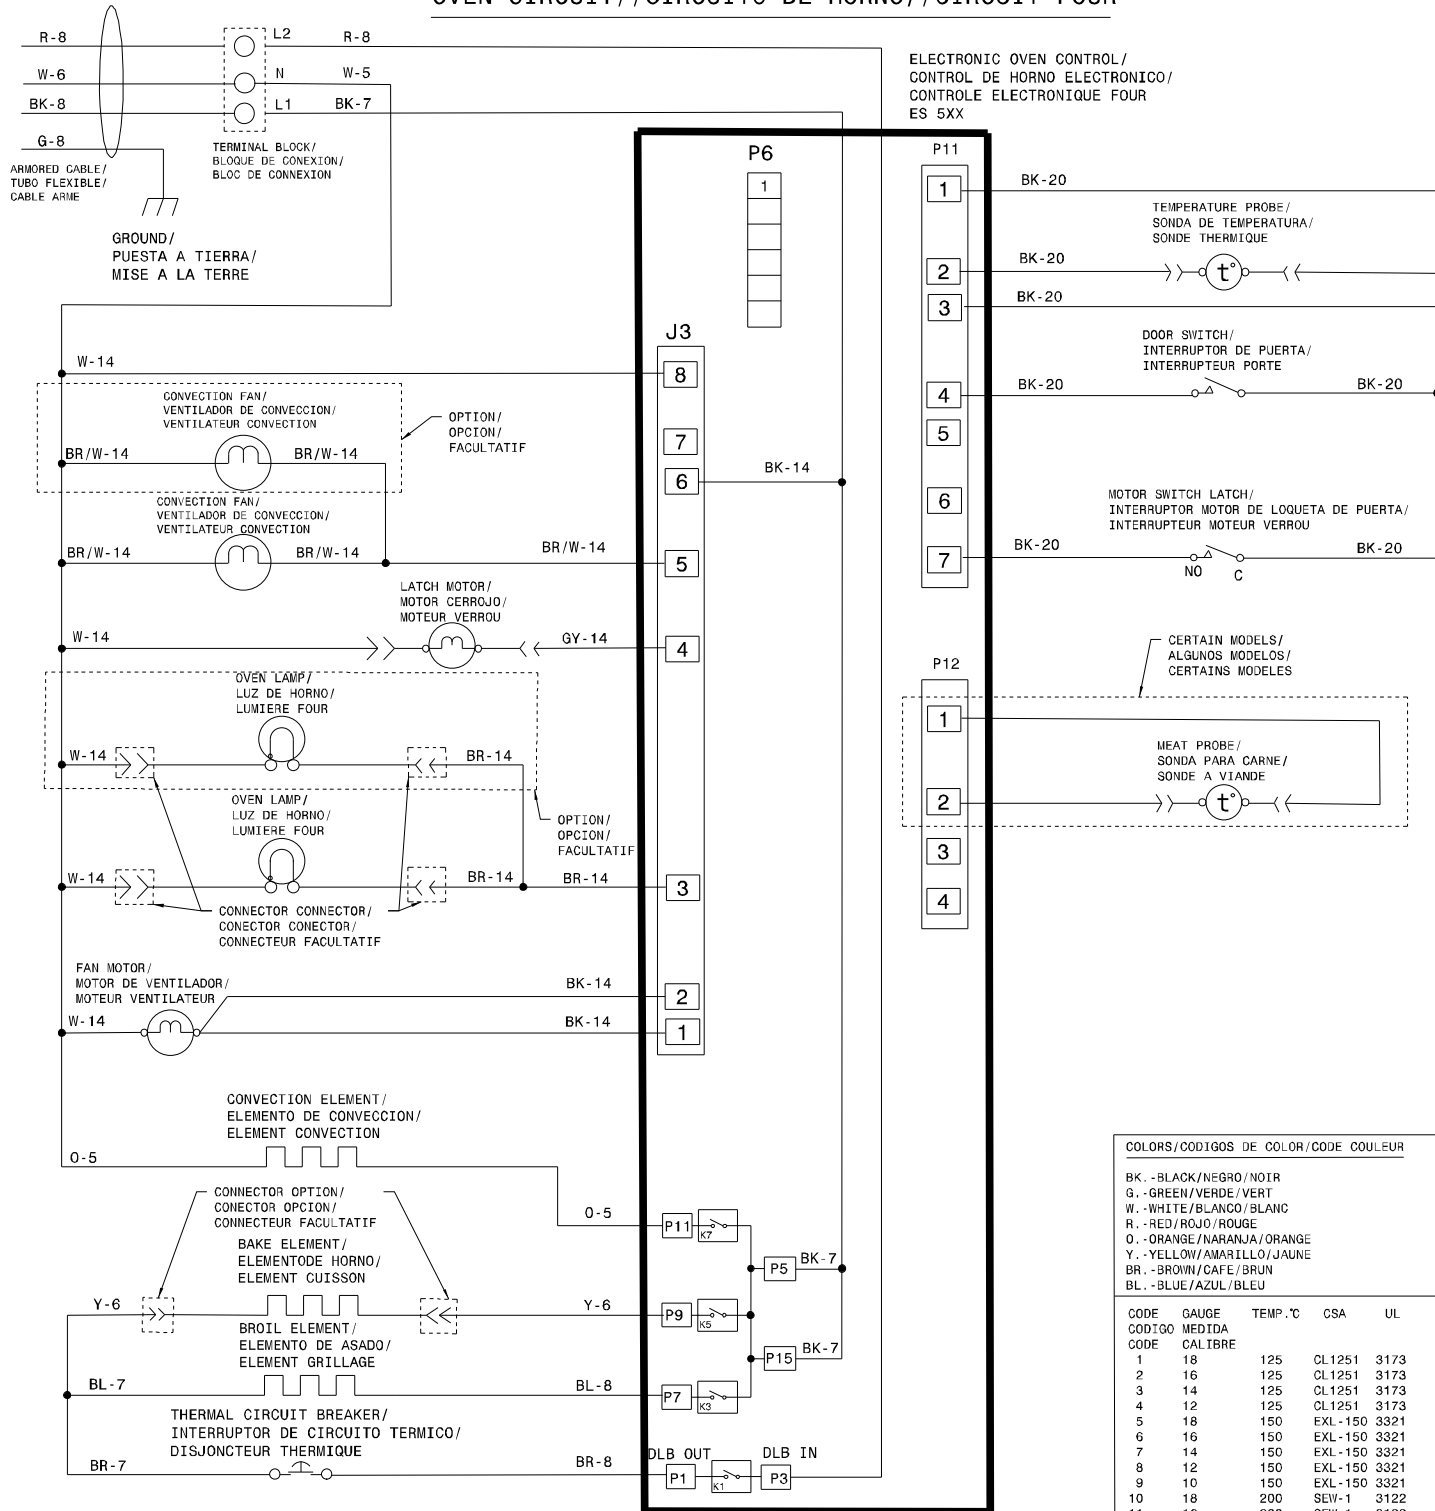 OVEN CIRCUIT//CIRCUITO DE HORNO//CIRCUIT FOUR
R-8
L2
R-8
W-6
N
W-5
BK-8
L1
BK-7
G-8
ARMORED CABLE/
TUBO FLEXIBLE/
CABLE ARME
TERMINAL BLOCK/
BLOQUE DE CONEXION/
BLOC DE CONNEXION
GROUND/
PUESTA A TIERRA/
MISE A LA TERRE
ELECTRONIC OVEN CONTROL/
CONTROL DE HORNO ELECTRONICO/
CONTROLE ELECTRONIQUE FOUR
ES 5XX
P6
1
P11
1
BK-20
TEMPERATURE PROBE/
SONDA DE TEMPERATURA/
SONDE THERMIQUE
2
BK-20
t°
3
BK-20
DOOR SWITCH/
INTERRUPTOR DE PUERTA/
INTERRUPTEUR PORTE
4
BK-20
BK-20
5
6
MOTOR SWITCH LATCH/
INTERRUPTOR MOTOR DE LOQUETA DE PUERTA/
INTERRUPTEUR MOTEUR VERROU
7
BK-20
BK-20
NO
C
J3
W-14
8
CONVECTION FAN/
VENTILADOR DE CONVECCION/
VENTILATEUR CONVECTION
OPTION/
OPCION/
FACULTATIF
7
BR/W-14
BR/W-14
6
BK-14
CONVECTION FAN/
VENTILADOR DE CONVECCION/
VENTILATEUR CONVECTION
BR/W-14
BR/W-14
BR/W-14
5
LATCH MOTOR/
MOTOR CERROJO/
MOTEUR VERROU
W-14
GY-14
4
OVEN LAMP/
LUZ DE HORNO/
LUMIERE FOUR
W-14
BR-14
OVEN LAMP/
LUZ DE HORNO/
LUMIERE FOUR
OPTION/
OPCION/
FACULTATIF
W-14
BR-14
BR-14
3
CONNECTOR CONNECTOR/
CONECTOR CONECTOR/
CONNECTEUR FACULTATIF
FAN MOTOR/
MOTOR DE VENTILADOR/
MOTEUR VENTILATEUR
BK-14
2
W-14
BK-14
1
P12
CERTAIN MODELS/
ALGUNOS MODELOS/
CERTAINS MODELES
1
MEAT PROBE/
SONDA PARA CARNE/
SONDE A VIANDE
2
t°
3
4
CONVECTION ELEMENT/
ELEMENTO DE CONVECCION/
ELEMENT CONVECTION
O-5
CONNECTOR OPTION/
CONECTOR OPCION/
CONNECTEUR FACULTATIF
O-5
P11
K7
BAKE ELEMENT/
ELEMENTODE HORNO/
ELEMENT CUISSON
P5
BK-7
Y-6
Y-6
P9
K5
BROIL ELEMENT/
ELEMENTO DE ASADO/
ELEMENT GRILLAGE
P15
BK-7
BL-7
BL-8
P7
K3
THERMAL CIRCUIT BREAKER/
INTERRUPTOR DE CIRCUITO TERMICO/
DISJONCTEUR THERMIQUE
DLB OUT
DLB IN
BR-7
BR-8
P1
K1
P3
COLORS/CODIGOS DE COLOR/CODE COULEUR
BK.-BLACK/NEGRO/NOIR
G.-GREEN/VERDE/VERT
W.-WHITE/BLANCO/BLANC
R.-RED/ROJO/ROUGE
O.-ORANGE/NARANJA/ORANGE
Y.-YELLOW/AMARILLO/JAUNE
BR.-BROWN/CAFE/BRUN
BL.-BLUE/AZUL/BLEU
CODE GAUGE TEMP.°C CSA UL
CODIGO MEDIDA
CODE CALIBRE
1 18 125 CL1251 3173
2 16 125 CL1251 3173
3 14 125 CL1251 3173
4 12 125 CL1251 3173
5 18 150 EXL-150 3321
6 16 150 EXL-150 3321
7 14 150 EXL-150 3321
8 12 150 EXL-150 3321
9 10 150 EXL-150 3321
10 18 200 SEW-1 3122